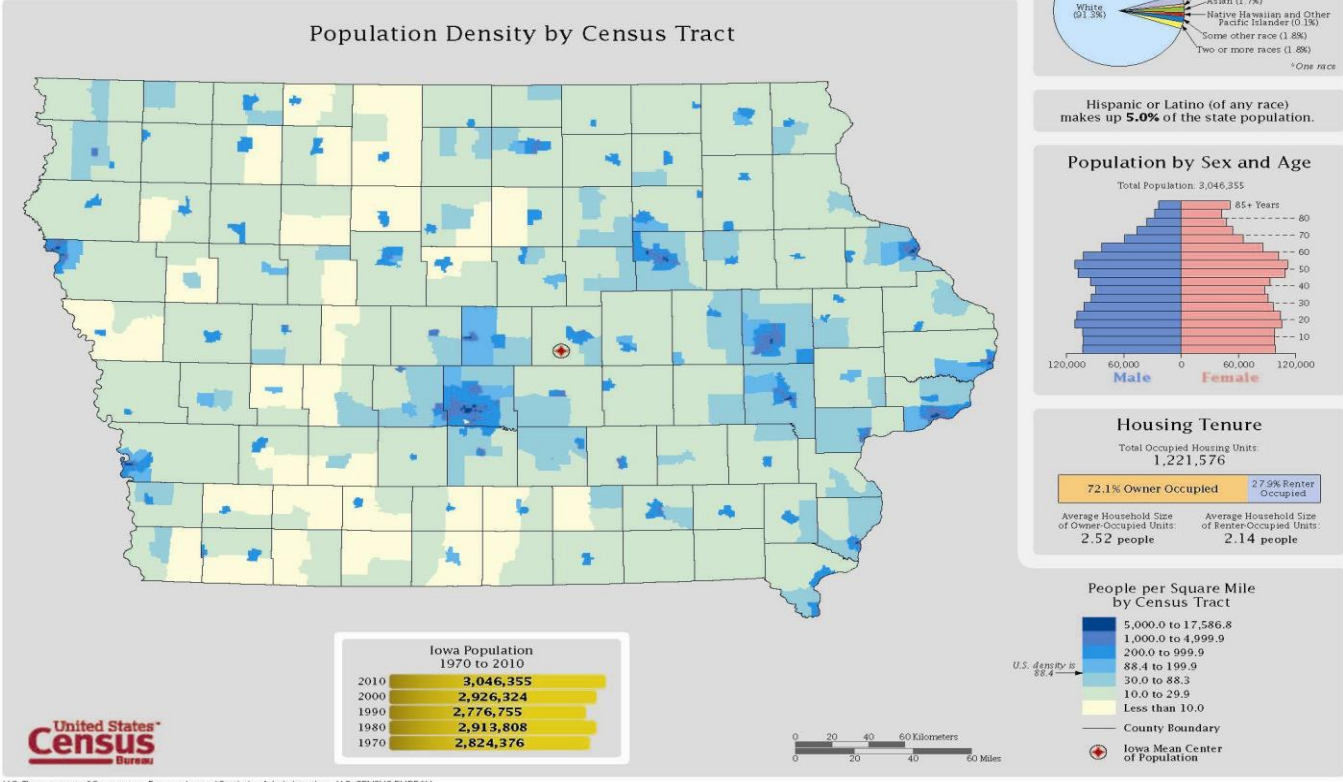 Population Density by Census Tract
White
(91.3%)
Asian (1.7%)
Native Hawaiian and Other
Pacific Islander (0.1%)
Some other race (1.8%)
Two or more races (1.8%)
*One race
Hispanic or Latino (of any race)
makes up 5.0% of the state population.
Population by Sex and Age
Total Population: 3,046,355
85+ Years
80
70
60
50
40
30
20
10
120,000 60,000 0 60,000 120,000
Male Female
Housing Tenure
Total Occupied Housing Units:
1,221,576
72.1% Owner Occupied
27.9% Renter
Occupied
Average Household Size
of Owner-Occupied Units:
2.52 people
Average Household Size
of Renter-Occupied Units:
2.14 people
People per Square Mile
by Census Tract
5,000.0 to 17,586.8
1,000.0 to 4,999.9
200.0 to 999.9
U.S. density is
88.4
88.4 to 199.9
30.0 to 88.3
10.0 to 29.9
Less than 10.0
County Boundary
Iowa Mean Center
of Population
Iowa Population
1970 to 2010
2010 3,046,355
2000 2,926,324
1990 2,776,755
1980 2,913,808
1970 2,824,376
0 20 40 60 Kilometers
0 20 40 60 Miles
United States™
Census
Bureau